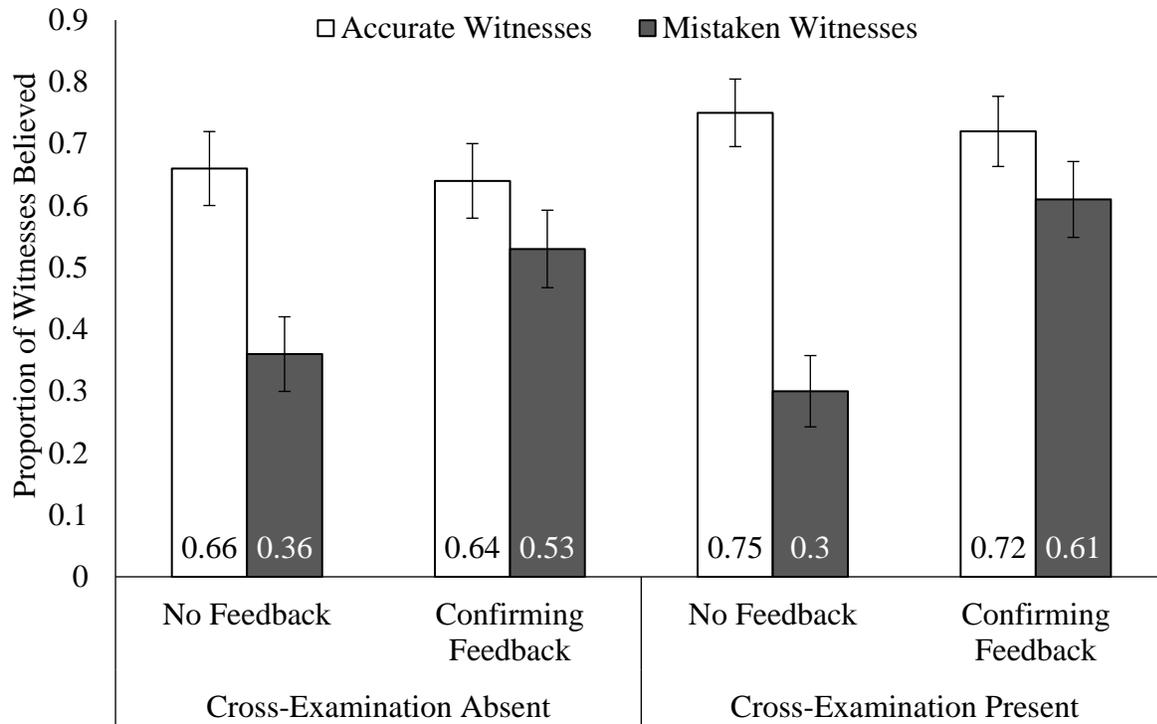 Accurate Witnesses Mistaken Witnesses
Proportion of Witnesses Believed
0.9
0.8
0.7
0.6
0.5
0.4
0.3
0.2
0.1
0
0.66 0.36 0.64 0.53 0.75 0.3 0.72 0.61
No Feedback Confirming No Feedback Confirming
Feedback Feedback
Cross-Examination Absent Cross-Examination Present